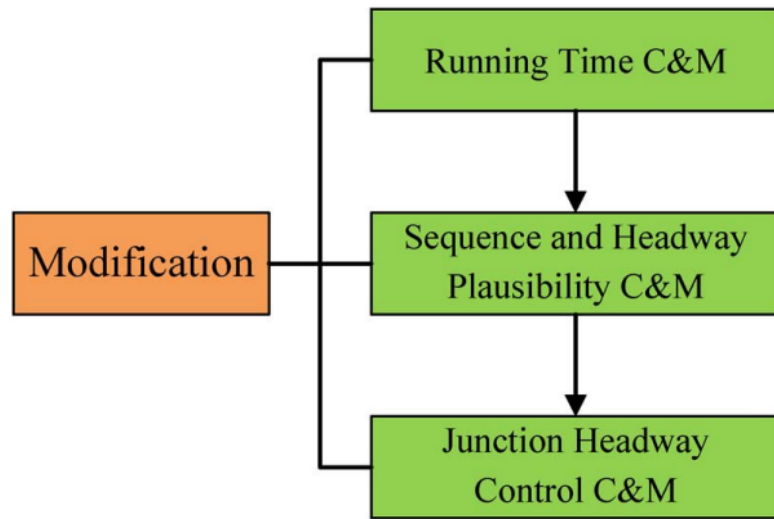 Running Time C&M
Modification
Sequence and Headway
Plausibility C&M
Junction Headway
Control C&M